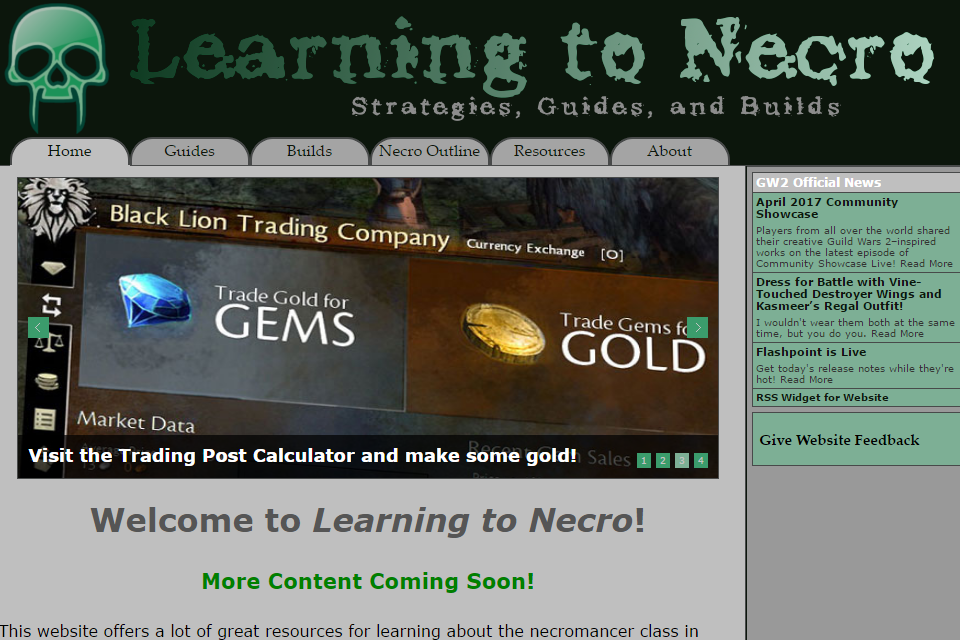 Learning to Necro
Strategies, Guides, and Builds
Home
Guides
Builds
Necro Outline
Resources
About
Black Lion Trading Company
Currency Exchange [O]
Trade Gold for
GEMS
Trade Gems for
GOLD
Market Data
Visit the Trading Post Calculator and make some gold!
1 2 3 4
Welcome to Learning to Necro!
More Content Coming Soon!
This website offers a lot of great resources for learning about the necromancer class in
GW2 Official News
April 2017 Community
Showcase
Players from all over the world shared
their creative Guild Wars 2–inspired
works on the latest episode of
Community Showcase Live! Read More
Dress for Battle with Vine-
Touched Destroyer Wings and
Kasmeer’s Regal Outfit!
I wouldn't wear them both at the same
time, but you do you. Read More
Flashpoint is Live
Get today's release notes while they're
hot! Read More
RSS Widget for Website
Give Website Feedback